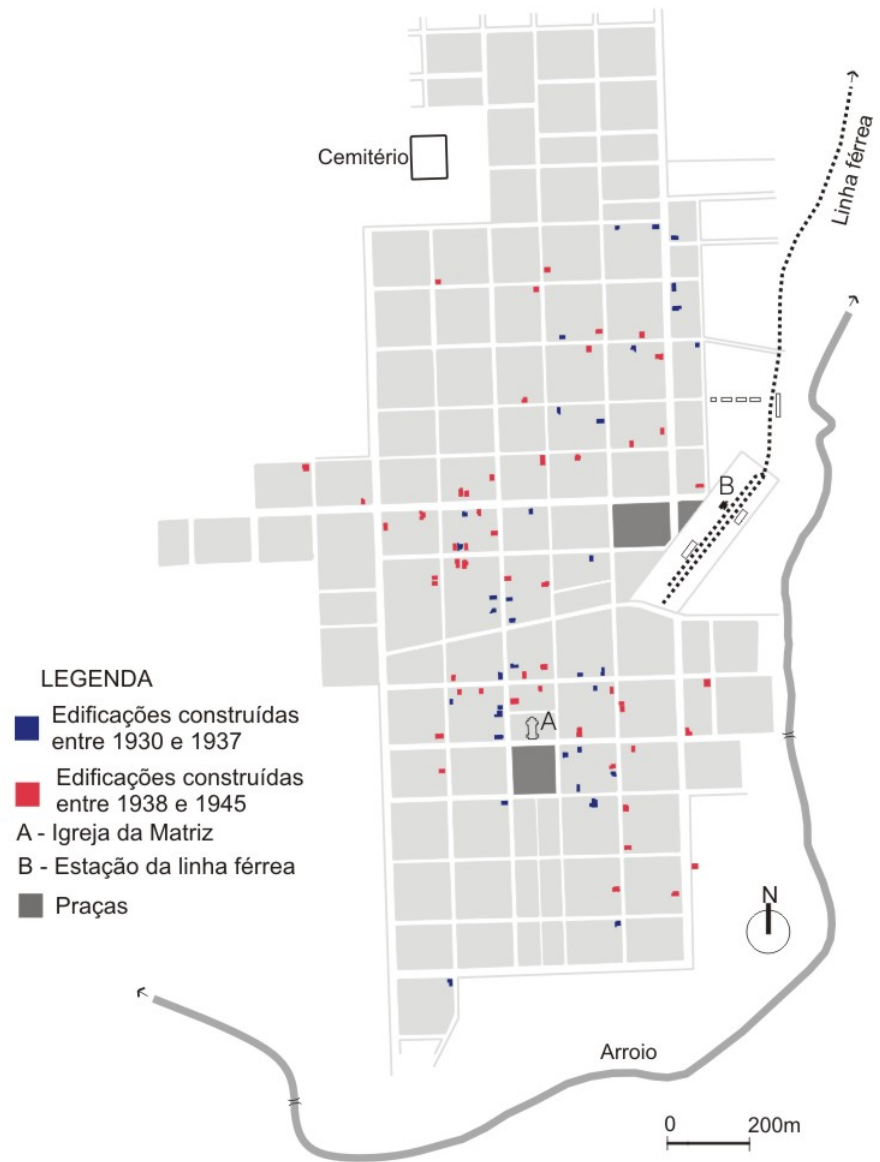 Cemitério
Linha férrea
B
LEGENDA
Edificações construídas
entre 1930 e 1937
Edificações construídas
entre 1938 e 1945
A - Igreja da Matriz
B - Estação da linha férrea
Praças
A
N
Arroio
0 200m